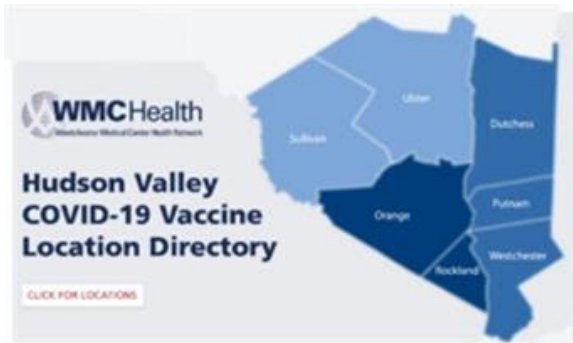 WMCHealth
Westchester Medical Center Health Network
Hudson Valley
COVID-19 Vaccine
Location Directory
CLICK FOR LOCATIONS
Ulster
Sullivan
Dutchess
Orange
Putnam
Westchester
Rockland